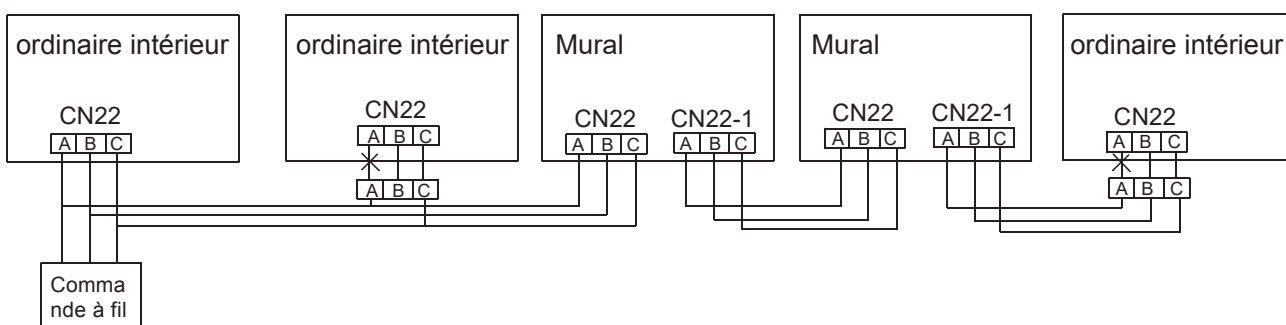 ordinaire intérieur
ordinaire intérieur
Mural
Mural
ordinaire intérieur
CN22
CN22
CN22
CN22-1
CN22
CN22-1
CN22
A B C
A B C
A B C
A B C
A B C
A B C
A B C
A B C
A B C
Comma
nde à fil